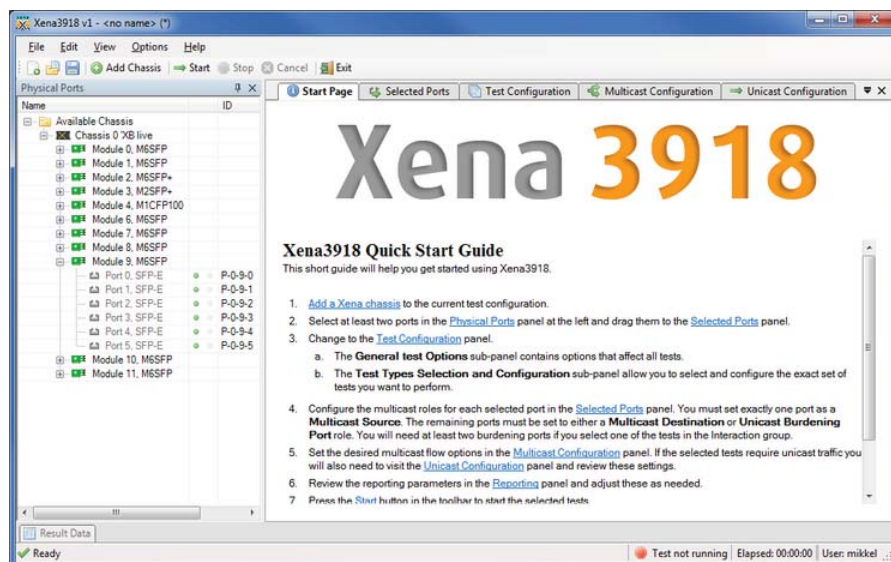 Xena3918 v1 - <no name> (*)
File Edit View Options Help
Add Chassis Start Stop Cancel Exit
Physical Ports
Start Page Selected Ports Test Configuration Multicast Configuration Unicast Configuration
Name ID
Available Chassis
Chassis 0 'XB live
Module 0, M6SFP
Module 1, M6SFP
Module 2, M6SFP+
Module 3, M2SFP+
Module 4, M1CFP100
Module 6, M6SFP
Module 7, M6SFP
Module 8, M6SFP
Module 9, M6SFP
Port 0, SFP-E P-0-9-0
Port 1, SFP-E P-0-9-1
Port 2, SFP-E P-0-9-2
Port 3, SFP-E P-0-9-3
Port 4, SFP-E P-0-9-4
Port 5, SFP-E P-0-9-5
Module 10, M6SFP
Module 11, M6SFP
Xena 3918
Xena3918 Quick Start Guide
This short guide will help you get started using Xena3918.
1. Add a Xena chassis to the current test configuration.
2. Select at least two ports in the Physical Ports panel at the left and drag them to the Selected Ports panel.
3. Change to the Test Configuration panel.
a. The General test Options sub-panel contains options that affect all tests.
b. The Test Types Selection and Configuration sub-panel allow you to select and configure the exact set of
tests you want to perform.
4. Configure the multicast roles for each selected port in the Selected Ports panel. You must set exactly one port as a
Multicast Source. The remaining ports must be set to either a Multicast Destination or Unicast Burdening
Port role. You will need at least two burdening ports if you select one of the tests in the Interaction group.
5. Set the desired multicast flow options in the Multicast Configuration panel. If the selected tests require unicast traffic you
will also need to visit the Unicast Configuration panel and review these settings.
6. Review the reporting parameters in the Reporting panel and adjust these as needed.
7 Press the Start button in the toolbar to start the selected tests
Result Data
Ready Test not running Elapsed: 00:00:00 User: mikkel